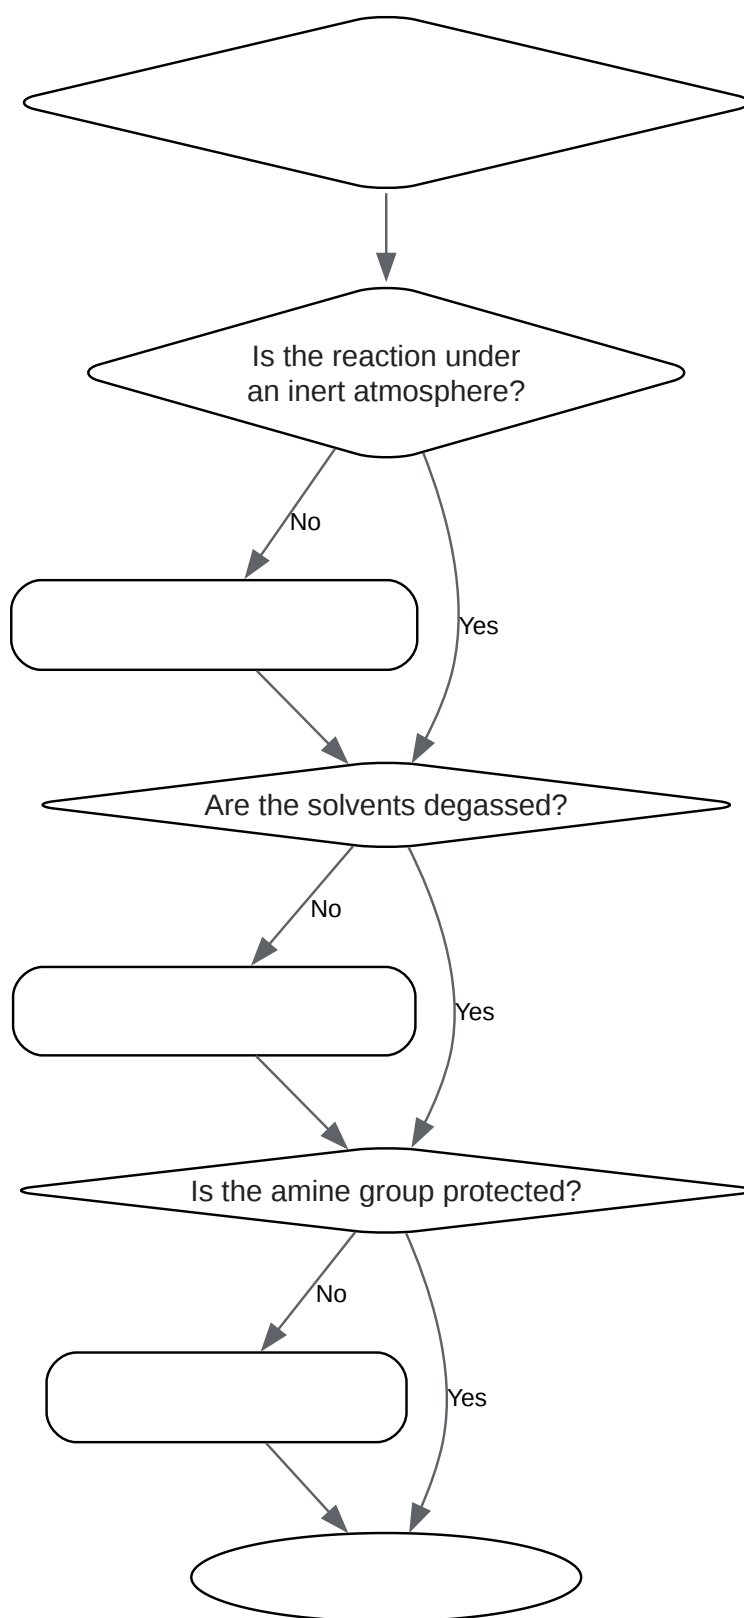 Is the reaction under
an inert atmosphere?
No
Yes
Are the solvents degassed?
No
Yes
Is the amine group protected?
No
Yes